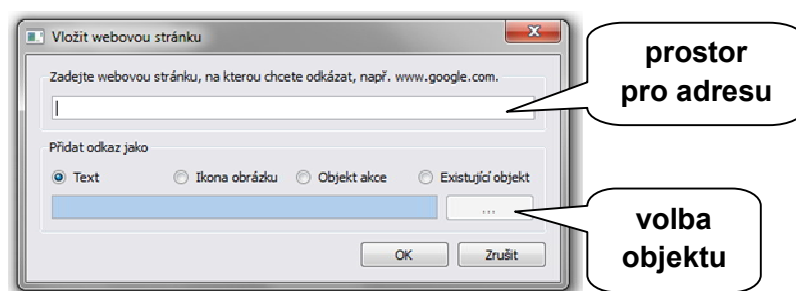 Vložit webovou stránku
Zadejte webovou stránku, na kterou chcete odkázat, např. www.google.com.
prostor
pro adresu
Přidat odkaz jako
Text
Ikona obrázku
Objekt akce
Existující objekt
...
volba
objektu
OK
Zrušit